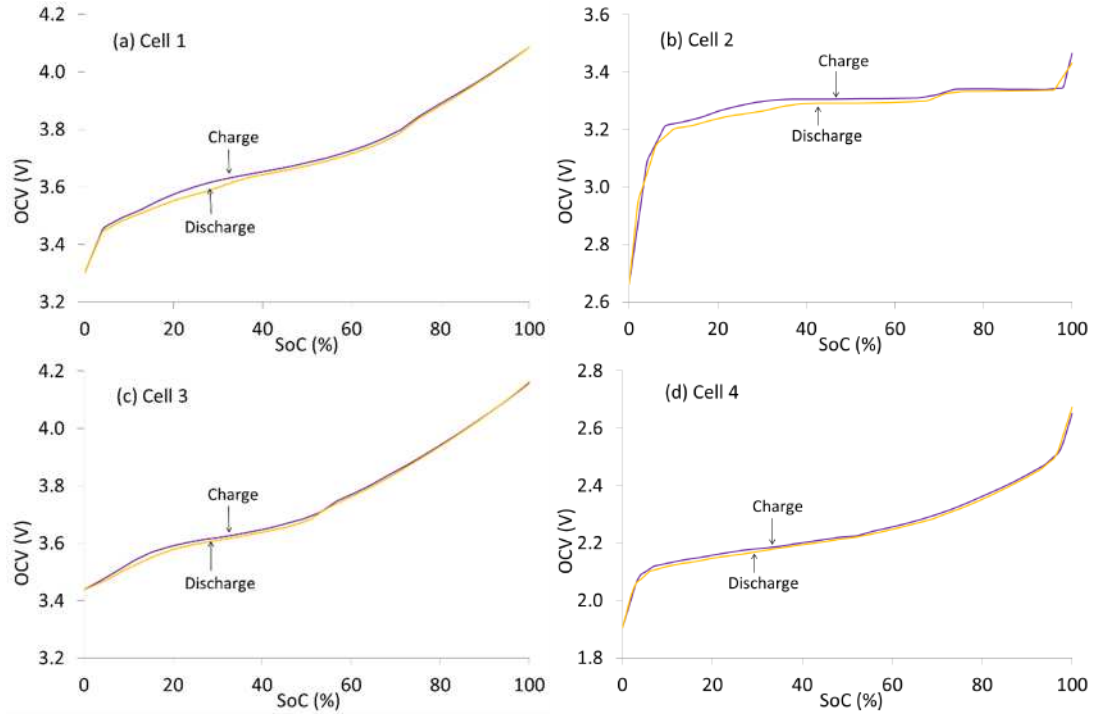 (a) Cell 1
OCV (V)
4.2
4.0
3.8
3.6
3.4
3.2
Charge
Discharge
0 20 40 60 80 100
SoC (%)
(b) Cell 2
OCV (V)
3.6
3.4
3.2
3.0
2.8
2.6
Charge
Discharge
0 20 40 60 80 100
SoC (%)
(c) Cell 3
OCV (V)
4.2
4.0
3.8
3.6
3.4
3.2
Charge
Discharge
0 20 40 60 80 100
SoC (%)
(d) Cell 4
OCV (V)
2.8
2.6
2.4
2.2
2.0
1.8
Charge
Discharge
0 20 40 60 80 100
SoC (%)